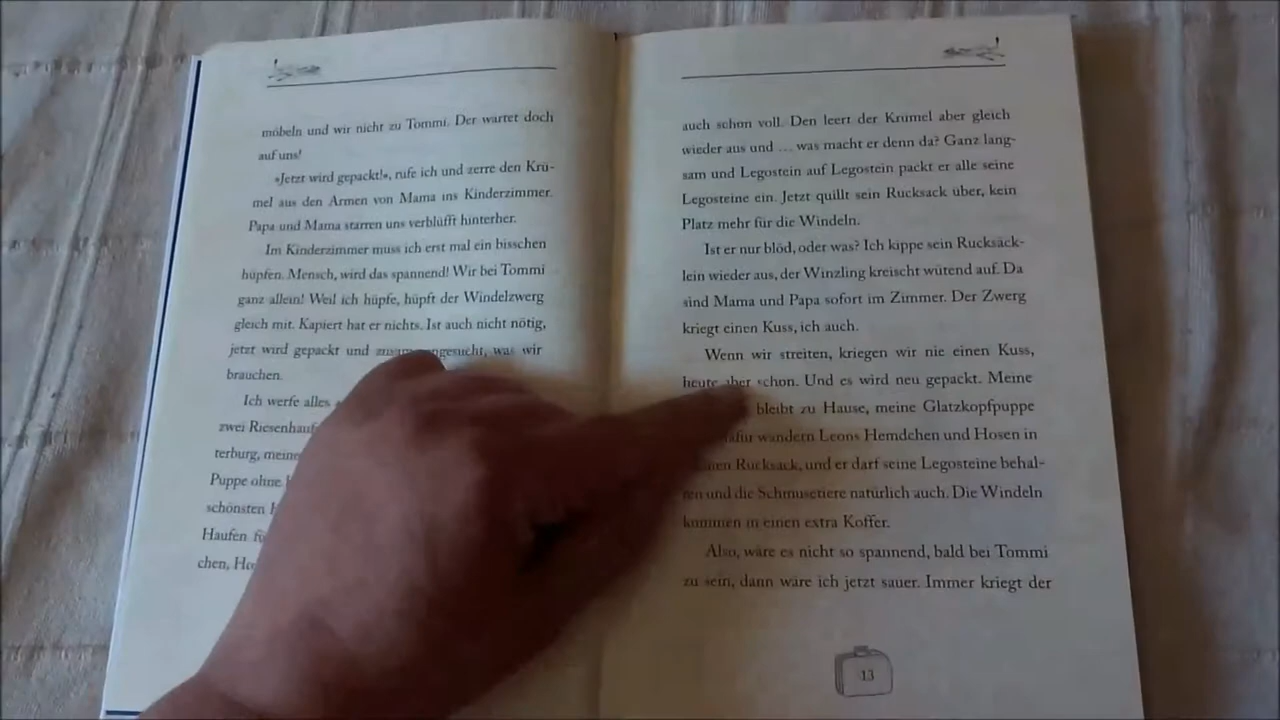 möbeln und wir nicht zu Tommi. Der wartet doch
auf uns!
»Jetzt wird gepackt!«, rufe ich und zerre den Krü-
mel aus den Armen von Mama ins Kinderzimmer.
Papa und Mama starren uns verblüfft hinterher.
Im Kinderzimmer muss ich erst mal ein bisschen
hüpfen. Mensch, wird das spannend! Wir bei Tommi
ganz allein! Weil ich hüpfe, hüpft der Windelzwerg
gleich mit. Kapiert hat er nichts. Ist auch nicht nötig,
jetzt wird gepackt und zusammengesucht, was wir
brauchen.
Ich werfe alles
zwei
terburg, meine
Puppe ohne
schönsten
Haufen
chen,
auch schon voll. Den leert der Krümel aber gleich
wieder aus und … was macht er denn da? Ganz lang-
sam und Legostein auf Legostein packt er alle seine
Legosteine ein. Jetzt quillt sein Rucksack über, kein
Platz mehr für die Windeln.
Ist er nur blöd, oder was? Ich kippe sein Rucksäck-
lein wieder aus, der Winzling kreischt wütend auf. Da
sind Mama und Papa sofort im Zimmer. Der Zwerg
kriegt einen Kuss, ich auch.
Wenn wir streiten, kriegen wir nie einen Kuss,
heute aber schon. Und es wird neu gepackt. Meine
bleibt zu Hause, meine Glatzkopfpuppe
wandern Leons Hemdchen und Hosen in
Rucksack, und er darf seine Legosteine behal-
ten und die Schmusetiere natürlich auch. Die Windeln
kommen in einen extra Koffer.
Also, wäre es nicht so spannend, bald bei Tommi
zu sein, dann wäre ich jetzt sauer. Immer kriegt der
13